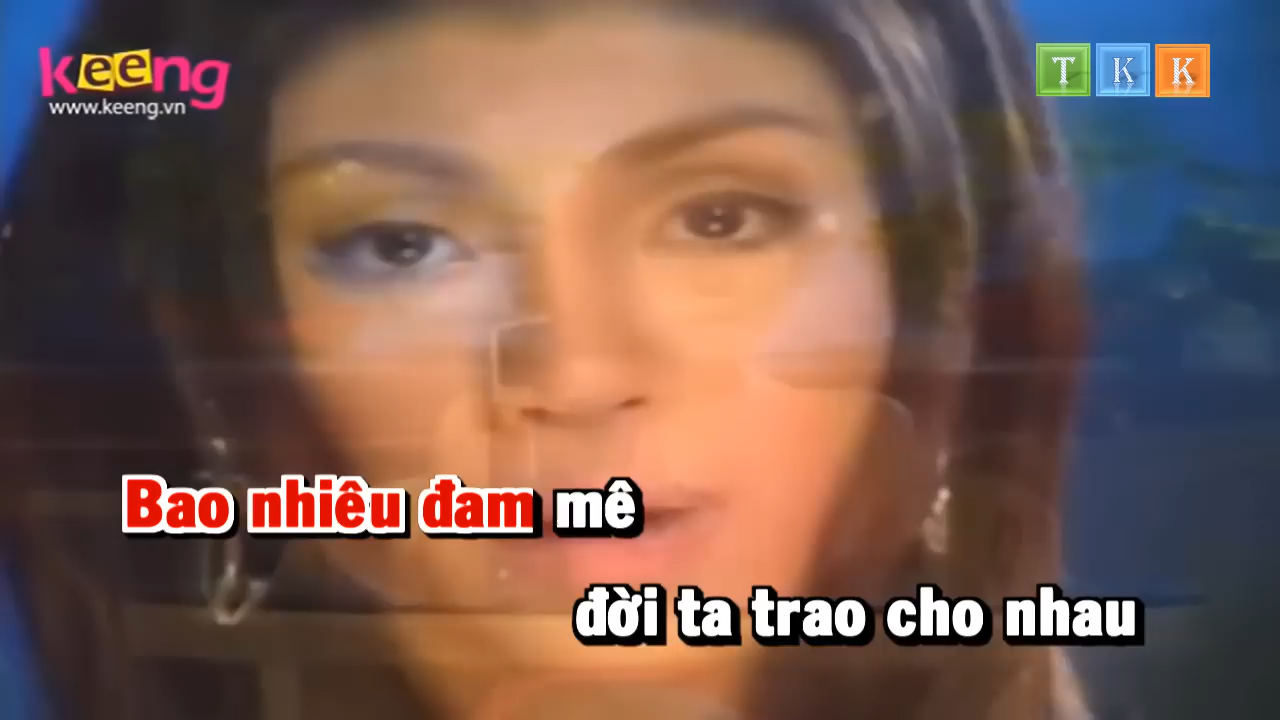 keeng
www.keeng.vn
T K K
Bao nhiêu đam mê
đời ta trao cho nhau